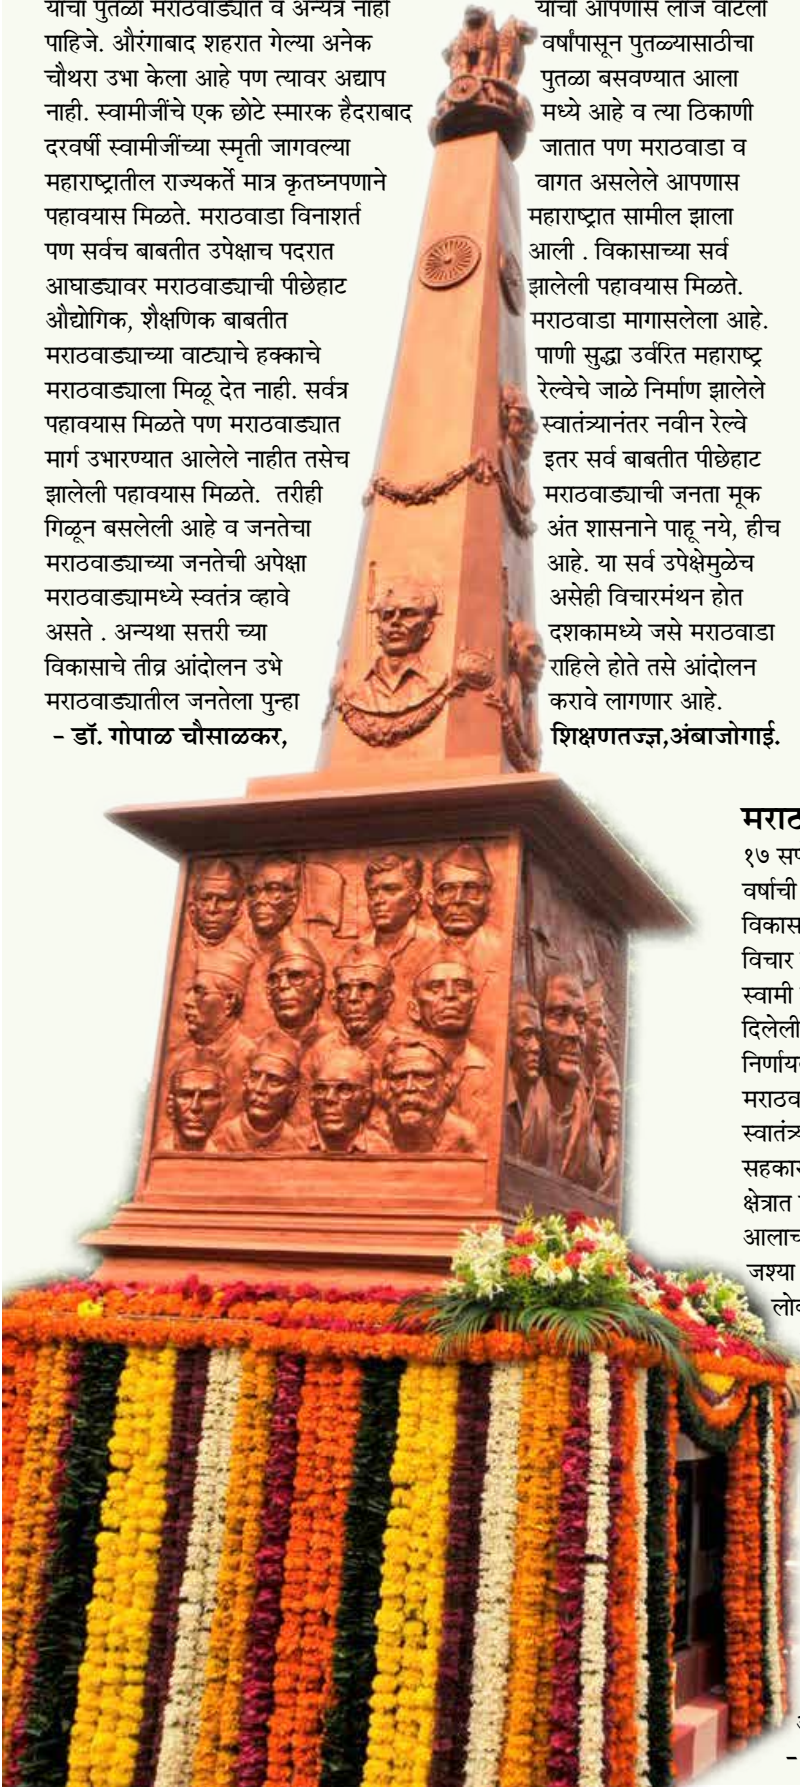 यांचा पुतळा मराठवाड्यात व अन्यत्र नाही याची आपणास लाज वाटली
पाहिजे. औरंगाबाद शहरात गेल्या अनेक वर्षांपासून पुतळ्यासाठीचा
चौथरा उभा केला आहे पण त्यावर अद्याप पुतळा बसवण्यात आला
नाही. स्वामीजींचे एक छोटे स्मारक हैदराबाद मध्ये आहे व त्या ठिकाणी
दरवर्षी स्वामीजींच्या स्मृती जागवल्या जातात पण मराठवाडा व
महाराष्ट्रातील राज्यकर्ते मात्र कृतघ्नपणाने वागत असलेले आपणास
पहावयास मिळते. मराठवाडा विनाशर्त महाराष्ट्रात सामील झाला
पण सर्वच बाबतीत उपेक्षाच पदरात आली . विकासाच्या सर्व
आघाड्यावर मराठवाड्याची पीछेहाट झालेली पहावयास मिळते.
औद्योगिक, शैक्षणिक बाबतीत मराठवाडा मागासलेला आहे.
मराठवाड्याच्या वाट्याचे हक्काचे पाणी सुद्धा उर्वरित महाराष्ट्र
मराठवाड्याला मिळू देत नाही. सर्वत्र रेल्वेचे जाळे निर्माण झालेले
पहावयास मिळते पण मराठवाड्यात स्वातंत्र्यानंतर नवीन रेल्वे
मार्ग उभारण्यात आलेले नाहीत तसेच इतर सर्व बाबतीत पीछेहाट
झालेली पहावयास मिळते. तरीही मराठवाड्याची जनता मूक
गिळून बसलेली आहे व जनतेचा अंत शासनाने पाहू नये, हीच
मराठवाड्याच्या जनतेची अपेक्षा आहे. या सर्व उपेक्षेमुळेच
मराठवाड्यामध्ये स्वतंत्र व्हावे असेही विचारमंथन होत
असते . अन्यथा सत्तरी च्या दशकामध्ये जसे मराठवाडा
विकासाचे तीव्र आंदोलन उभे राहिले होते तसे आंदोलन
मराठवाड्यातील जनतेला पुन्हा करावे लागणार आहे.
– डॉ. गोपाळ चौसाळकर, शिक्षणतज्ज्ञ,अंबाजोगाई.
मराठ
१७ सप
वर्षाची
विकास
विचार
स्वामी
दिलेली
निर्णाय
मराठव
स्वातंत्र्य
सहकार
क्षेत्रात
आलाच
जश्या
लोक
–